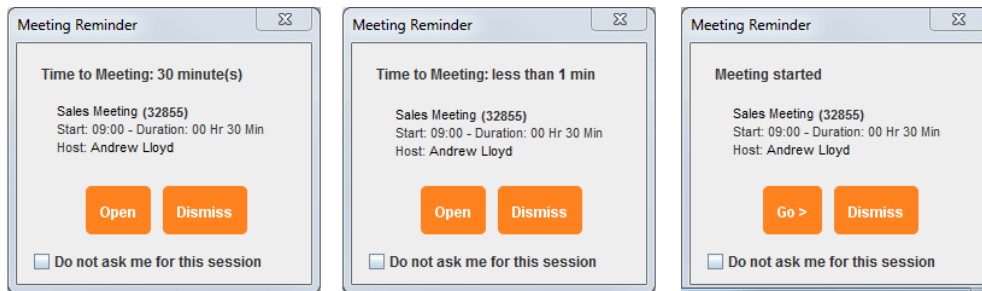 Meeting Reminder
Time to Meeting: 30 minute(s)
Sales Meeting (32855)
Start: 09:00 - Duration: 00 Hr 30 Min
Host: Andrew Lloyd
Open Dismiss
Do not ask me for this session
Meeting Reminder
Time to Meeting: less than 1 min
Sales Meeting (32855)
Start: 09:00 - Duration: 00 Hr 30 Min
Host: Andrew Lloyd
Open Dismiss
Do not ask me for this session
Meeting Reminder
Meeting started
Sales Meeting (32855)
Start: 09:00 - Duration: 00 Hr 30 Min
Host: Andrew Lloyd
Go > Dismiss
Do not ask me for this session